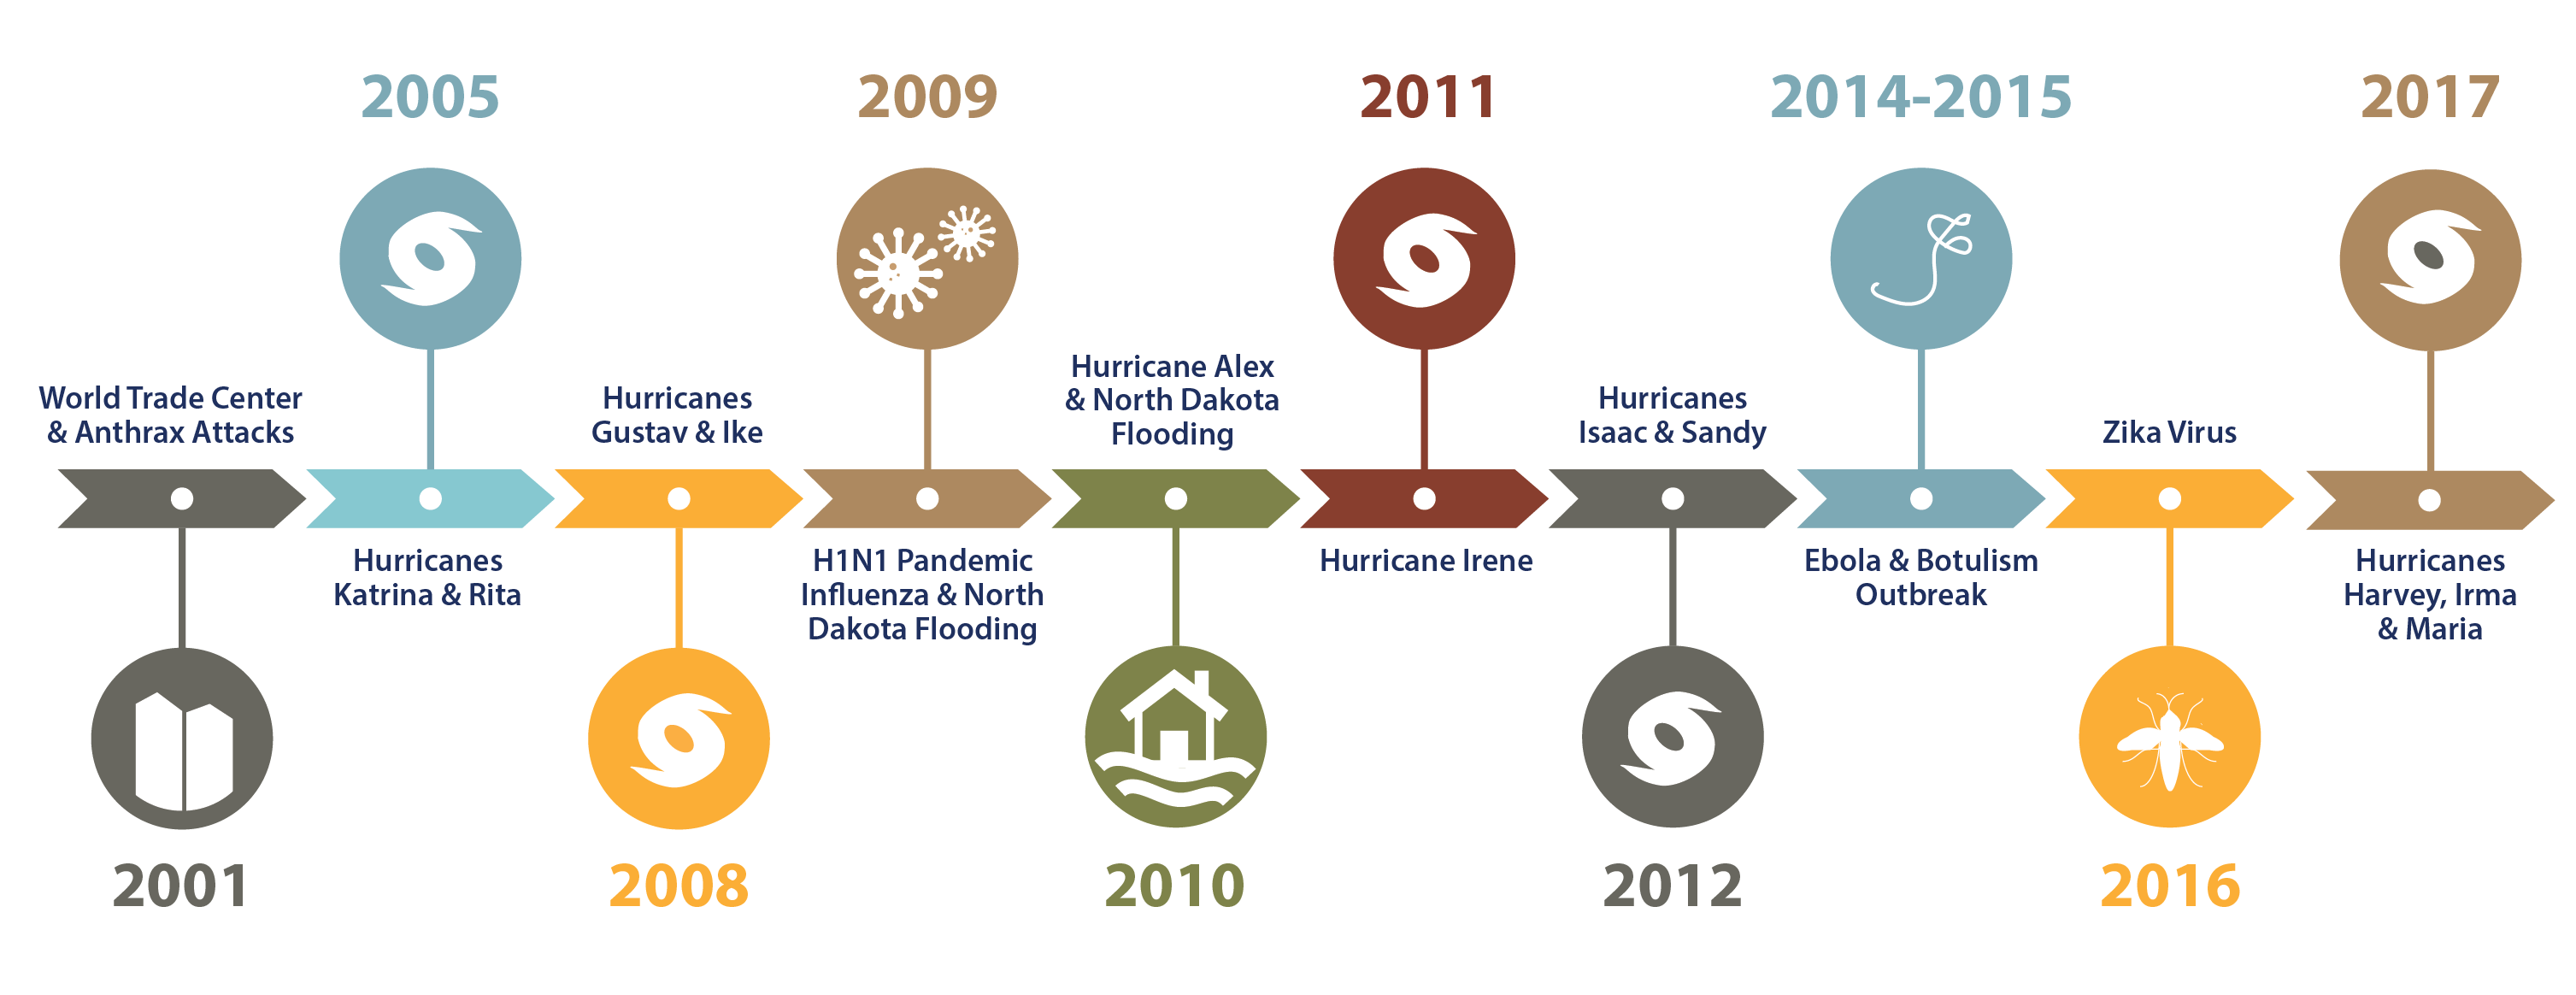 2005
2009
2011
2014-2015
2017
World Trade Center
& Anthrax Attacks
Hurricanes
Gustav & Ike
Hurricane Alex
& North Dakota
Flooding
Hurricanes
Isaac & Sandy
Zika Virus
Hurricanes
Katrina & Rita
H1N1 Pandemic
Influenza & North
Dakota Flooding
Hurricane Irene
Ebola & Botulism
Outbreak
Hurricanes
Harvey, Irma
& Maria
2001
2008
2010
2012
2016